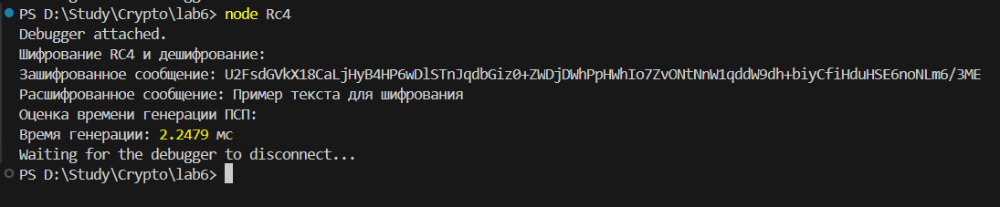 PS D:\Study\Crypto\lab6> node Rc4
Debugger attached.
Шифрование RC4 и дешифрование:
Зашифрованное сообщение: U2FsdGVkX18CaLjHyB4HP6wDlSTnJqdbGiz0+ZWDjDWhPpHWhIo7ZvONtNnW1qddW9dh+biyCfiHduHSE6noNLm6/3ME
Расшифрованное сообщение: Пример текста для шифрования
Оценка времени генерации ПСП:
Время генерации: 2.2479 мс
Waiting for the debugger to disconnect...
PS D:\Study\Crypto\lab6>